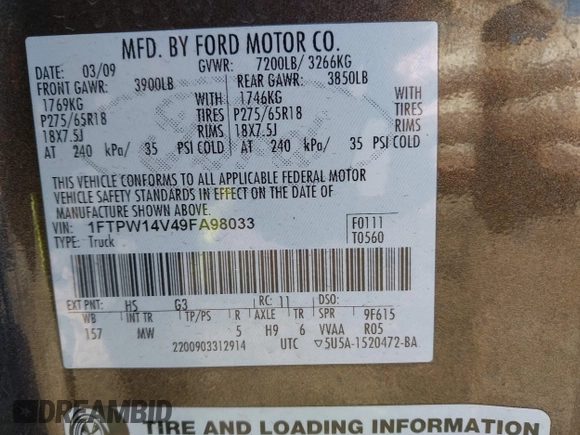 MFD. BY FORD MOTOR CO.
DATE: 03/09 GVWR: 7200LB/ 3266KG
FRONT GAWR: 3900LB REAR GAWR: 3850LB
1769KG WITH 1746KG WITH
P275/65R18 TIRES P275/65R18 TIRES
18X7.5J RIMS 18X7.5J RIMS
AT 240 kPa/ 35 PSI COLD AT 240 kPa/ 35 PSI COLD
THIS VEHICLE CONFORMS TO ALL APPLICABLE FEDERAL MOTOR
VEHICLE SAFETY STANDARDS IN EFFECT ON THE DATE OF
MANUFACTURE SHOWN ABOVE.
VIN: 1FTPW14V49FA98033 F0111
TYPE: Truck T0560
EXT PNT: HS G3 RC: 11 DSO:
WB INT TR TP/PS R AXLE TR SPR 9F615
157 MW 5 H9 6 VVAA R05
2200903312914 UTC ▽5U5A-1520472-BA
TIRE AND LOADING INFORMATION
DREAMBID